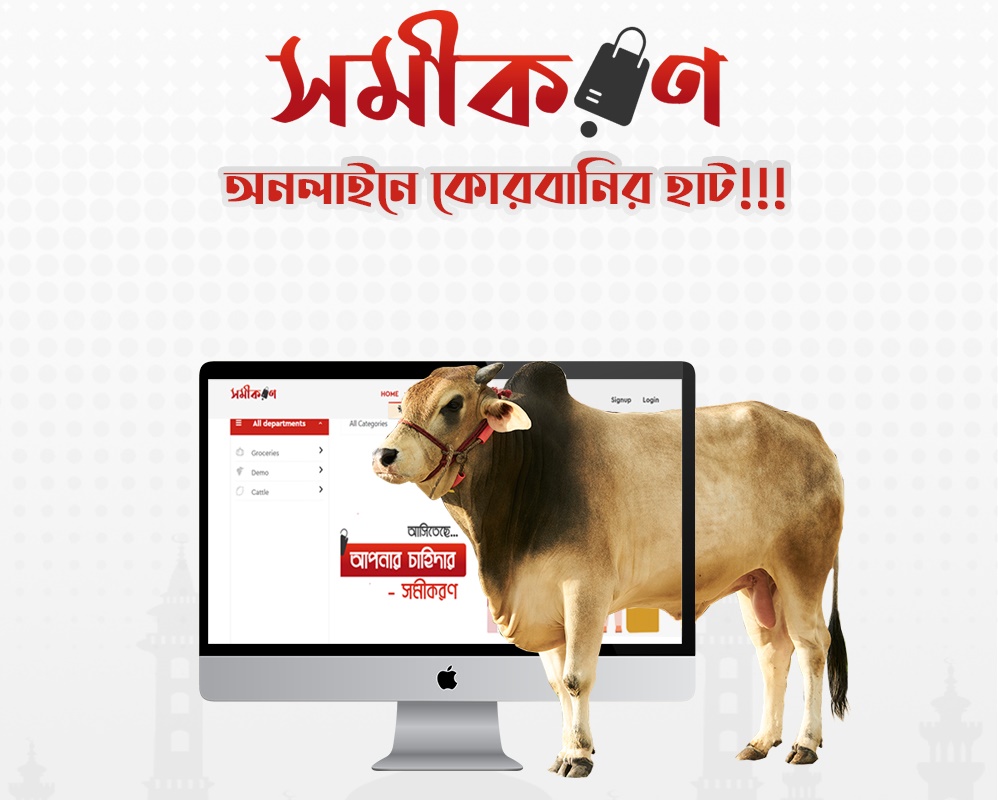 সমীকরণ
অনলাইনে কোরবানির হাট!!!
সমীকরণ
HOME
Signup Login
All departments
All Categories
Groceries
Demo
Cattle
আসিতেছে...
আপনার চাহিদার
- সমীকরণ